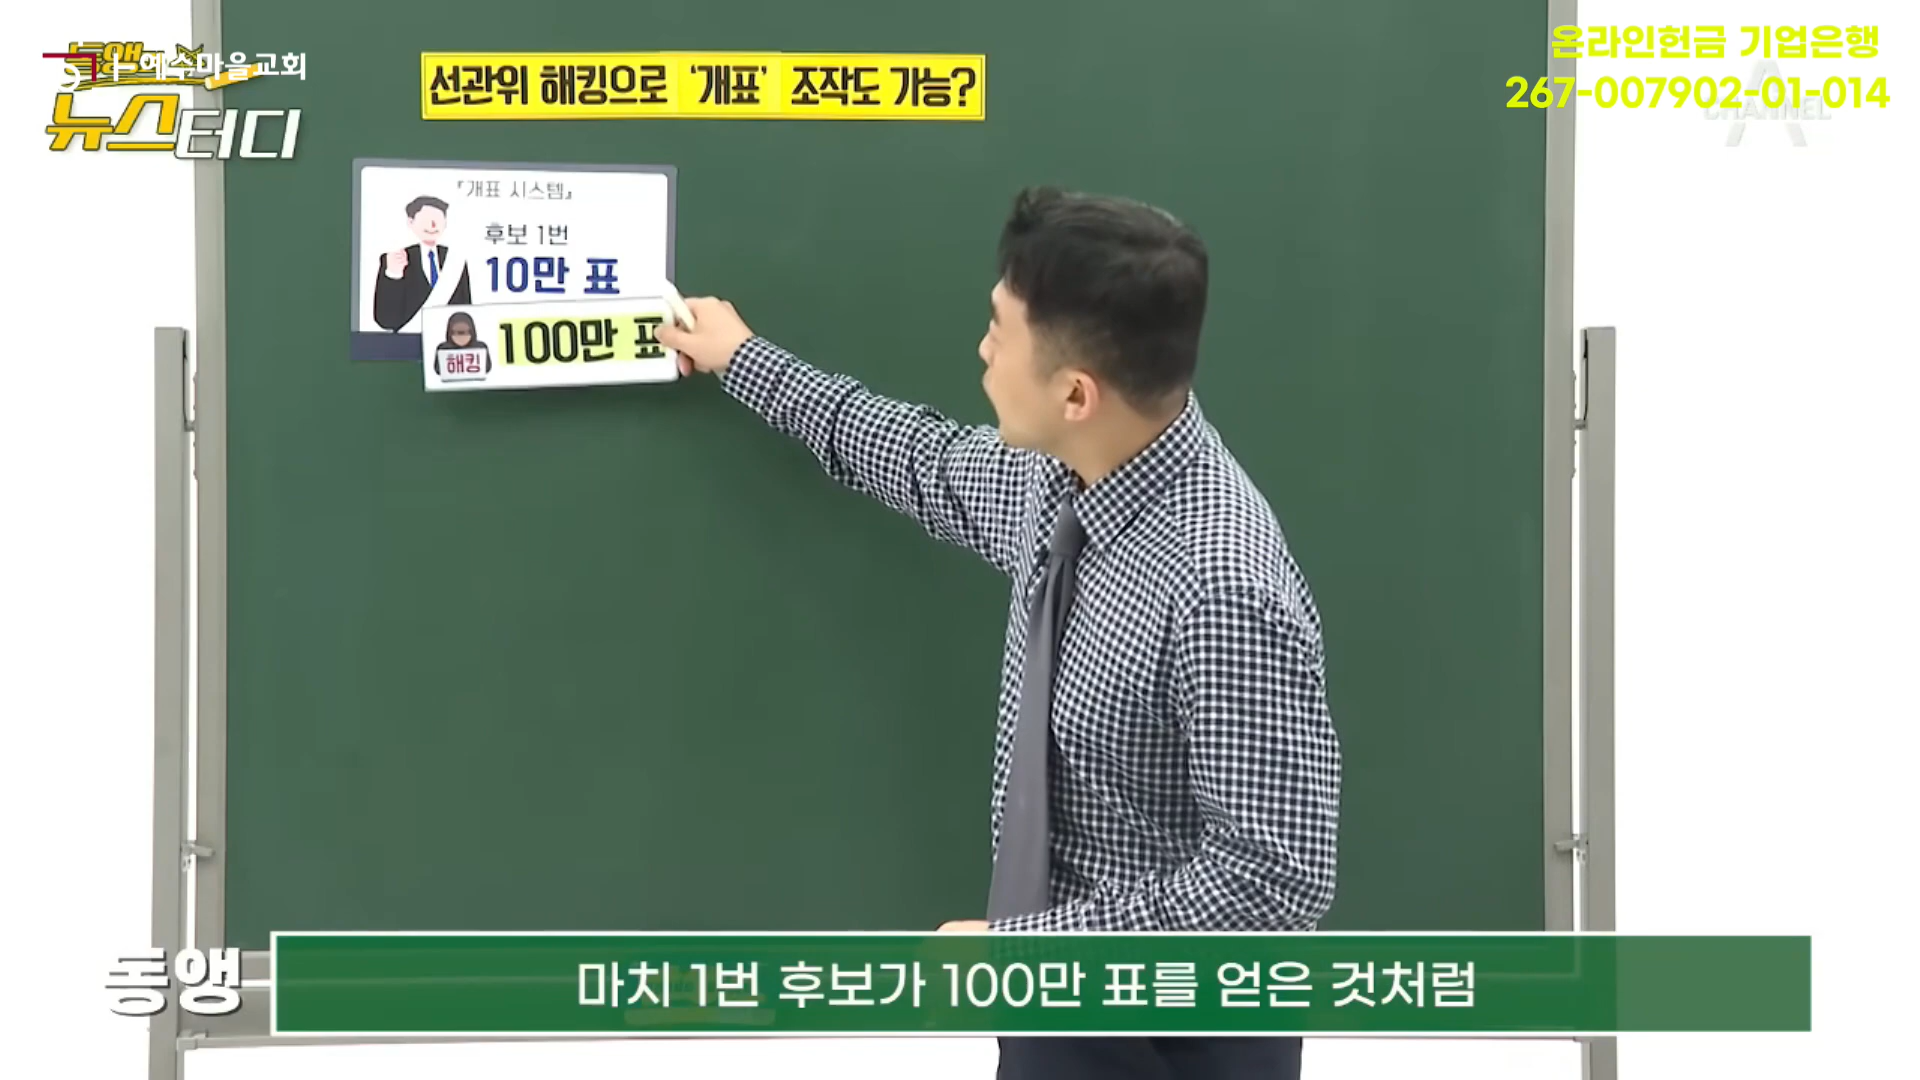 동앵
예수마을교회
뉴스터디
온라인헌금 기업은행
267-007902-01-014
CHANNEL A
선관위 해킹으로 '개표' 조작도 가능?
『개표 시스템』
후보 1번
10만 표
해킹
100만 표
동앵
마치 1번 후보가 100만 표를 얻은 것처럼